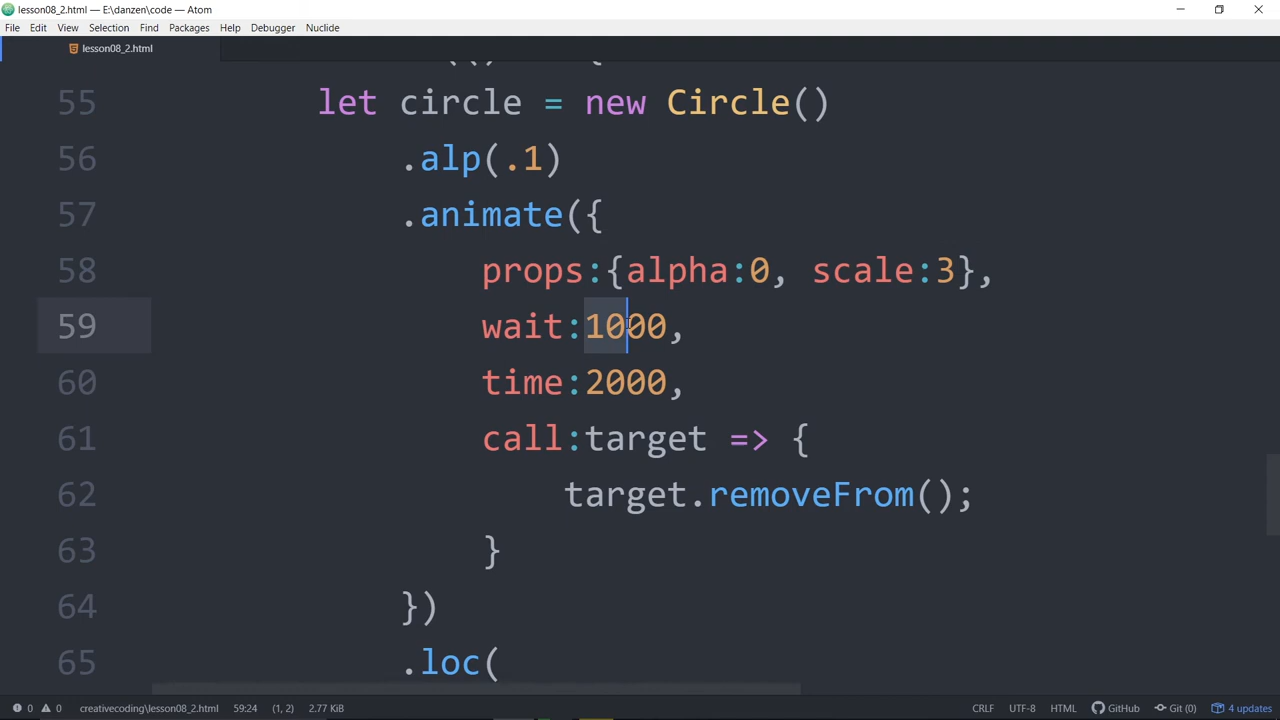 lesson08_2.html — E:\danzen\code — Atom
File Edit View Selection Find Packages Help Debugger Nuclide
lesson08_2.html
55 let circle = new Circle()
56 .alp(.1)
57 .animate({
58 props:{alpha:0, scale:3},
59 wait:1000,
60 time:2000,
61 call:target => {
62 target.removeFrom();
63 }
64 })
65 .loc(
0 0 creativecoding\lesson08_2.html 59:24 (1, 2) 2.77 KiB CRLF UTF-8 HTML GitHub Git (0) 4 updates